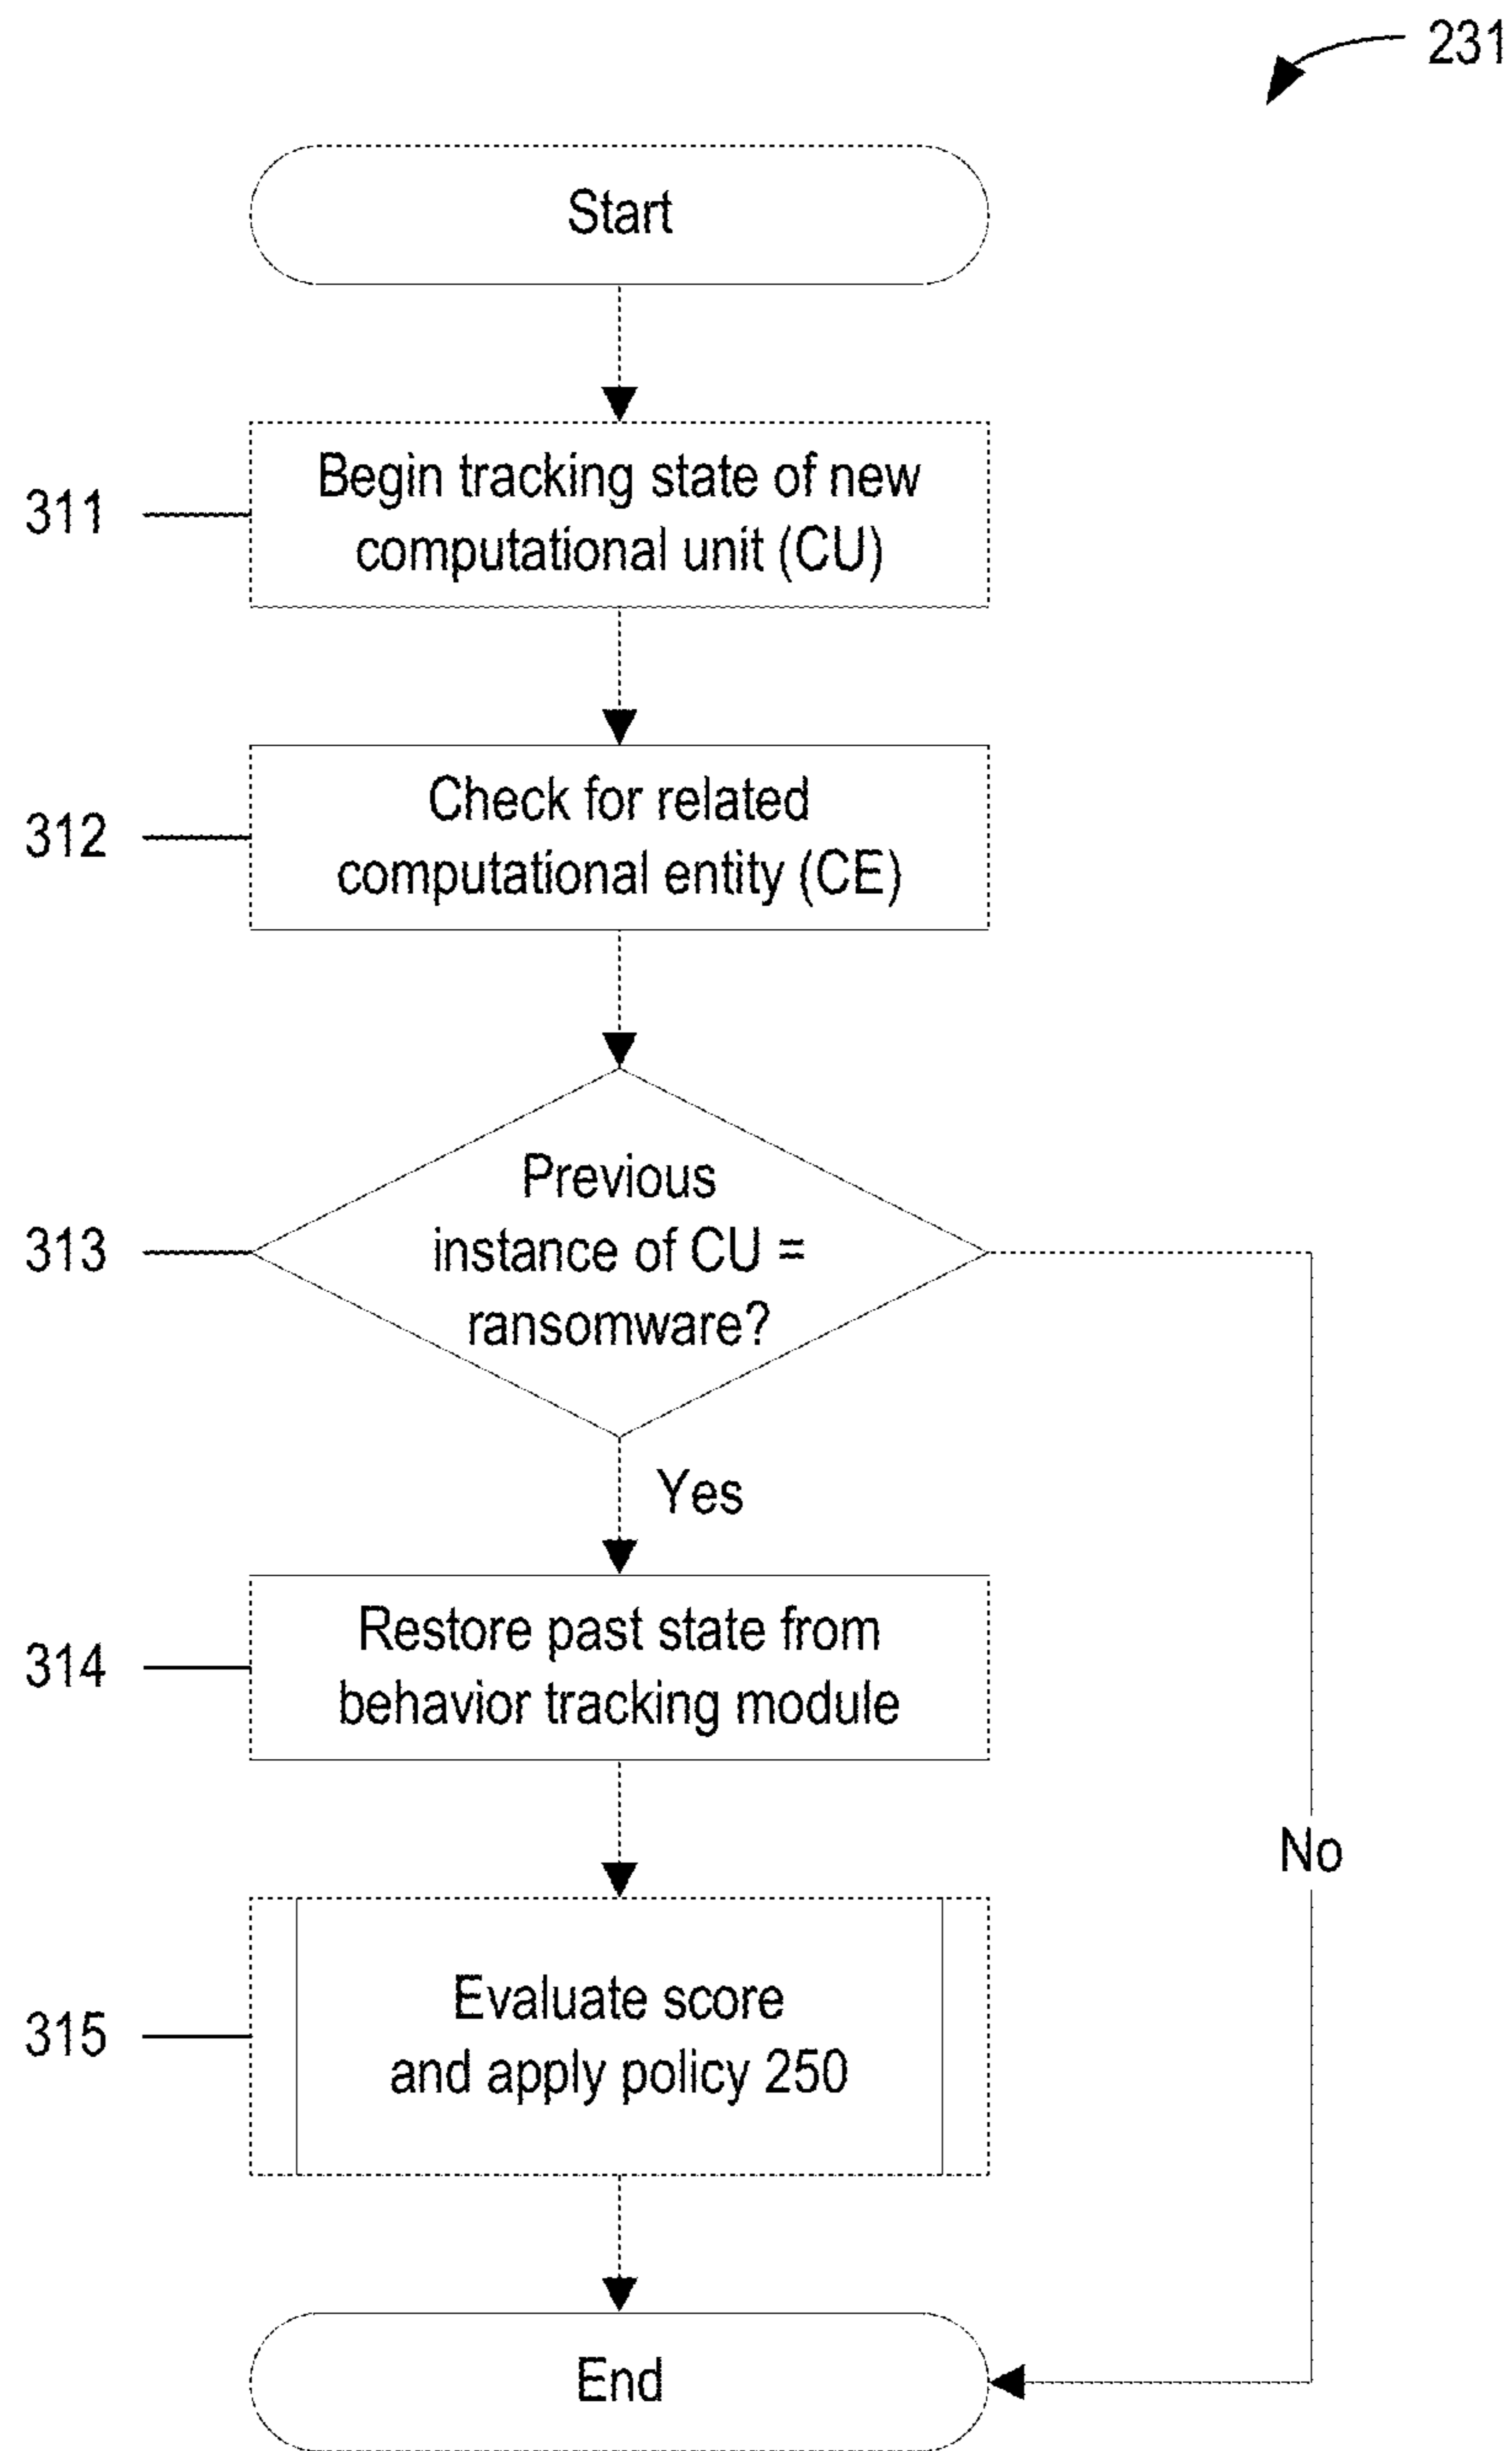 231
Start
311
Begin tracking state of new
computational unit (CU)
312
Check for related
computational entity (CE)
313
Previous
instance of CU =
ransomware?
Yes
314
Restore past state from
behavior tracking module
No
315
Evaluate score
and apply policy 250
End